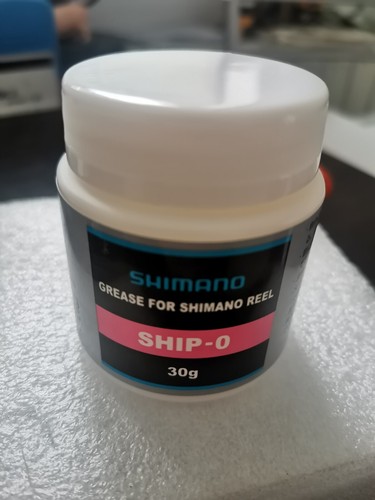 SHIMANO
GREASE FOR SHIMANO REEL
SHIP-0
30g